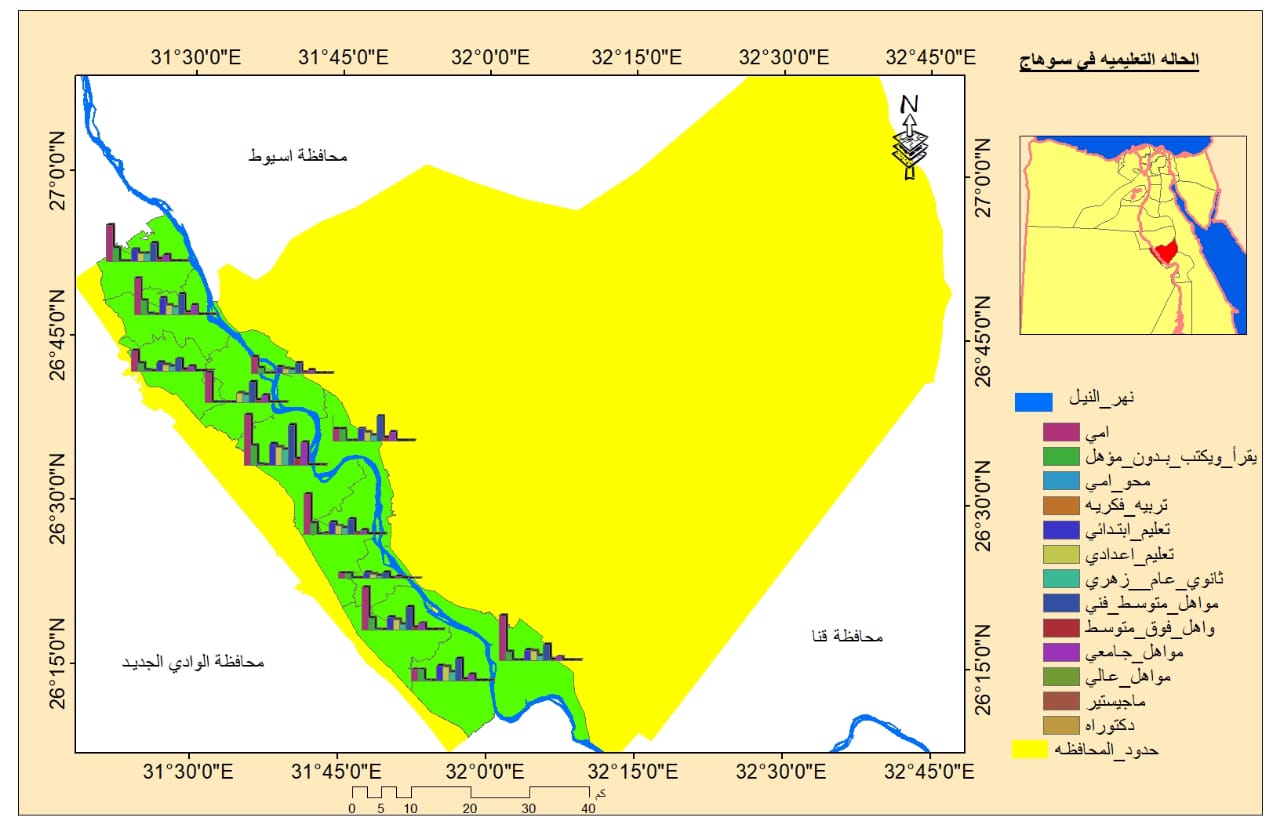 31°30'0"E 31°45'0"E 32°0'0"E 32°15'0"E 32°30'0"E 32°45'0"E
الحاله التعليميه في سوهاج
N
محافظة اسيوط
27°0'0"N
27°0'0"N
26°45'0"N
26°45'0"N
26°30'0"N
26°30'0"N
26°15'0"N
26°15'0"N
محافظة قنا
محافظة الوادي الجديد
نهر_النيل
امي
يقرأ_ويكتب_بدون_مؤهل
محو_امي
تربيه_فكريه
تعليم_ابتدائي
تعليم_اعدادي
ثانوي_عام__زهري
مواهل_متوسط_فني
واهل_فوق_متوسط
مواهل_جامعي
مواهل_عالي
ماجيستير
دكتوراه
حدود_المحافظه
31°30'0"E 31°45'0"E 32°0'0"E 32°15'0"E 32°30'0"E 32°45'0"E
كم
0 5 10 20 30 40